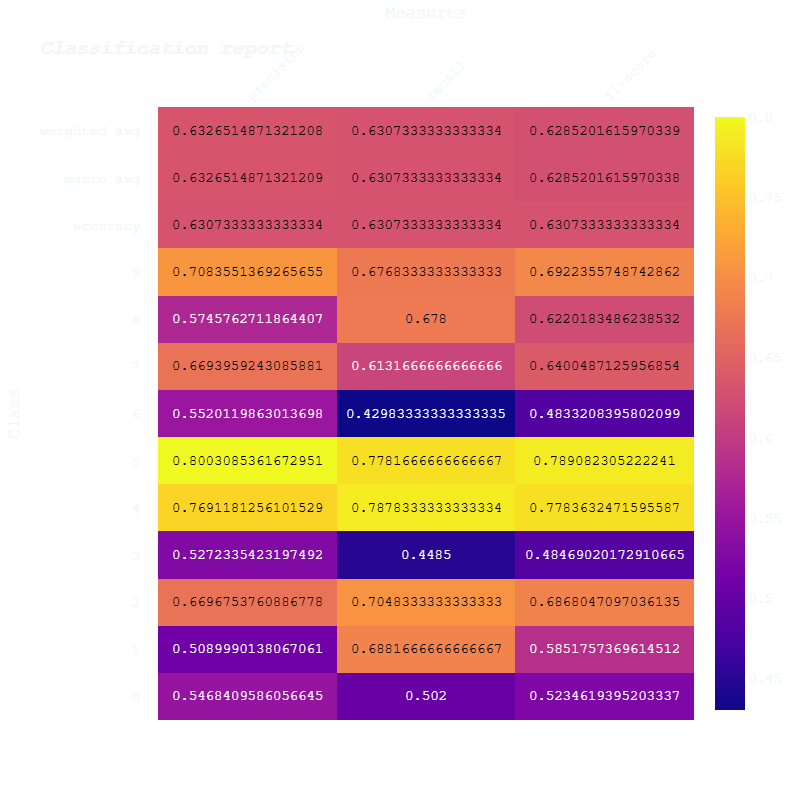 Measures
Classification report
precision
recall
f1-score
weighted avg 0.6326514871321208 0.6307333333333334 0.6285201615970339
macro avg 0.6326514871321209 0.6307333333333334 0.6285201615970338
accuracy 0.6307333333333334 0.6307333333333334 0.6307333333333334
9 0.7083551369265655 0.6768333333333333 0.6922355748742862
8 0.5745762711864407 0.678 0.6220183486238532
7 0.6693959243085881 0.6131666666666666 0.6400487125956854
6 0.5520119863013698 0.42983333333333335 0.4833208395802099
5 0.8003085361672951 0.7781666666666667 0.789082305222241
4 0.7691181256101529 0.7878333333333334 0.7783632471595587
3 0.5272335423197492 0.4485 0.48469020172910665
2 0.6696753760886778 0.7048333333333333 0.6868047097036135
1 0.5089990138067061 0.6881666666666667 0.5851757369614512
0 0.5468409586056645 0.502 0.5234619395203337
Class
0.8
0.75
0.7
0.65
0.6
0.55
0.5
0.45